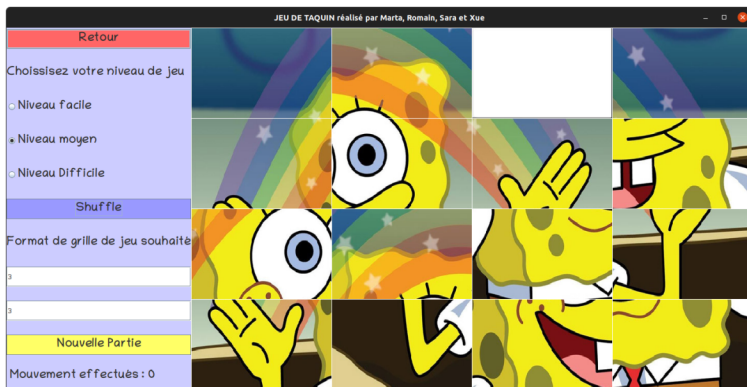 JEU DE TAQUIN réalisé par Marta, Romain, Sara et Xue
Retour
Choissisez votre niveau de jeu
Niveau facile
Niveau moyen
Niveau Difficile
Shuffle
Format de grille de jeu souhaité
3
3
Nouvelle Partie
Mouvement effectués : 0